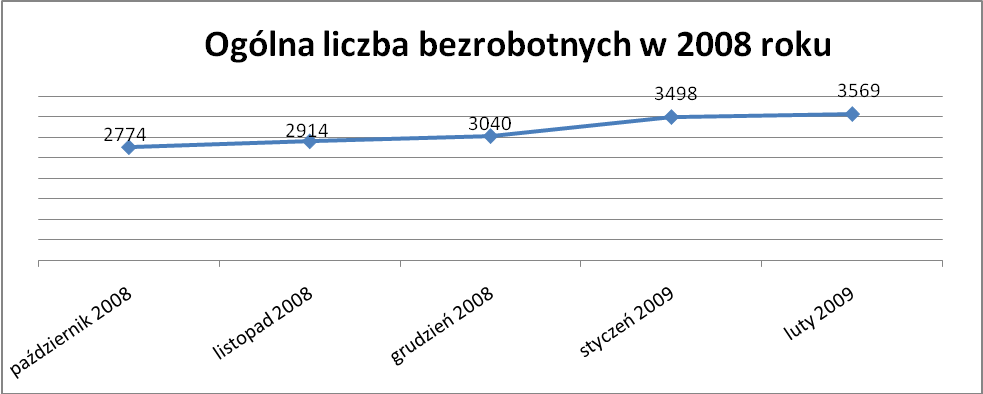 Ogólna liczba bezrobotnych w 2008 roku
2774
2914
3040
3498
3569
październik 2008
listopad 2008
grudzień 2008
styczeń 2009
luty 2009